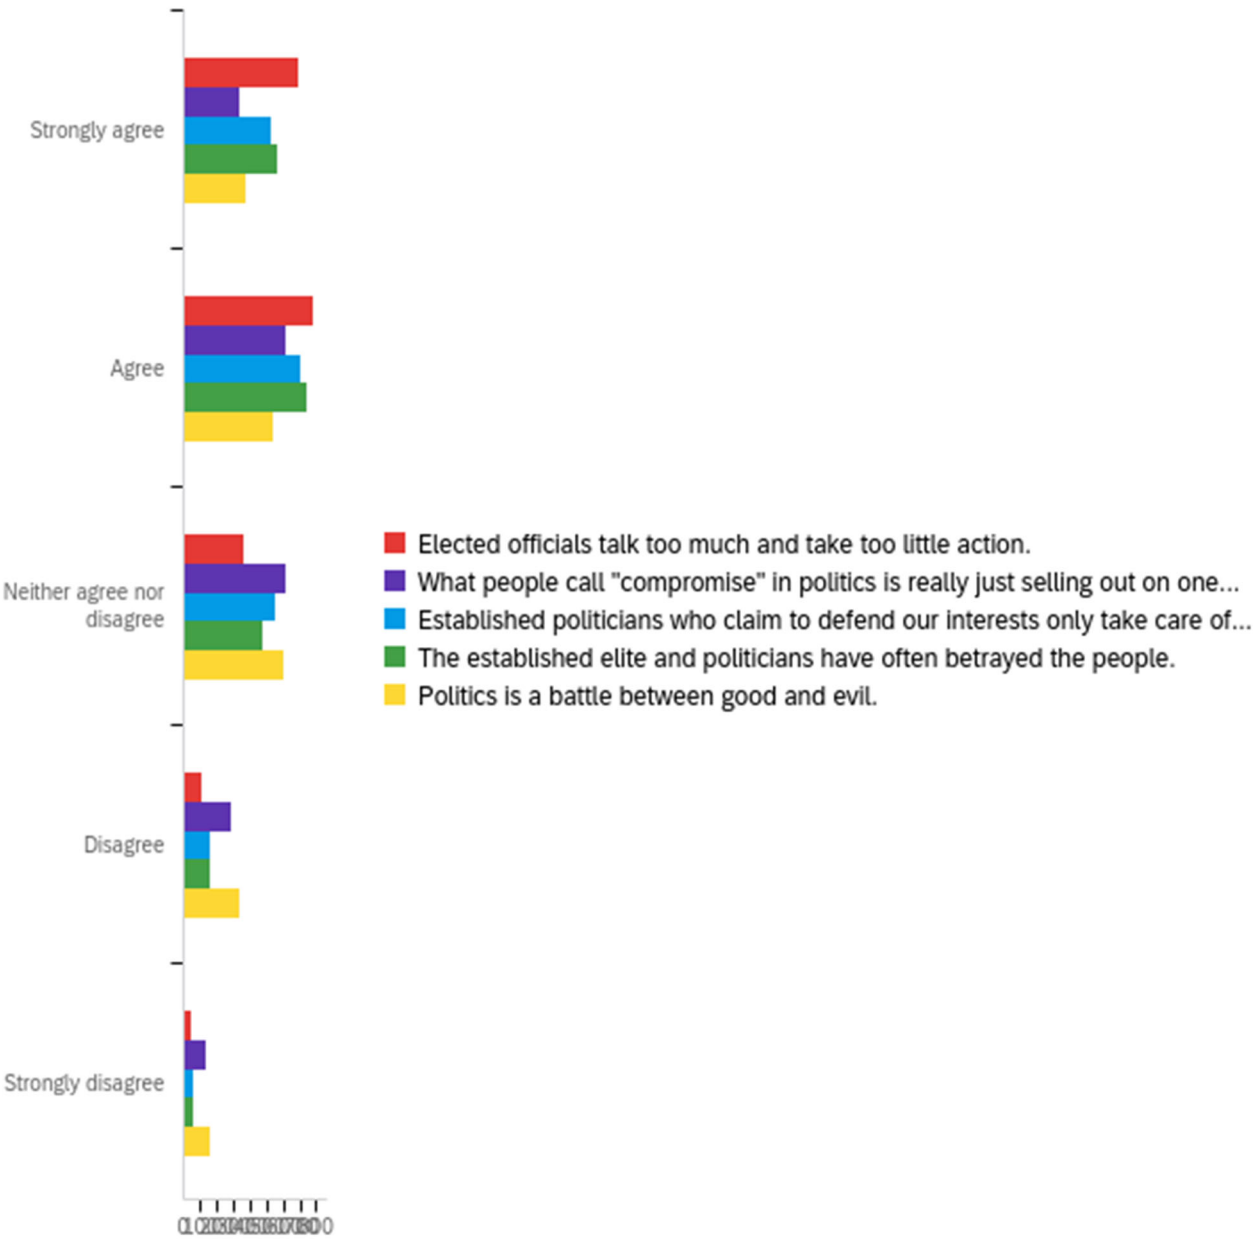 Strongly agree
Agree
Neither agree nor
disagree
Elected officials talk too much and take too little action.
What people call "compromise" in politics is really just selling out on one...
Established politicians who claim to defend our interests only take care of...
The established elite and politicians have often betrayed the people.
Politics is a battle between good and evil.
Disagree
Strongly disagree